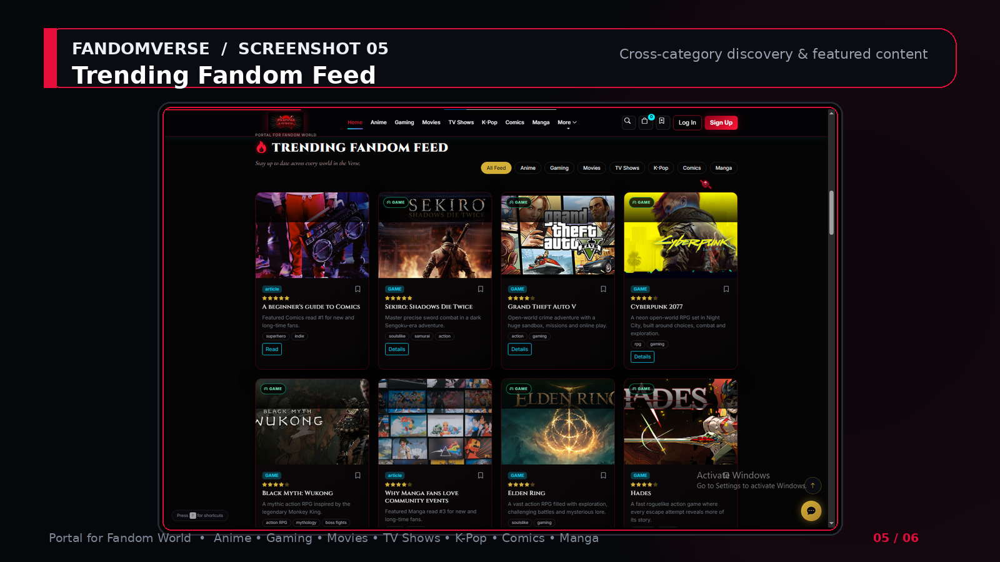 FANDOMVERSE / SCREENSHOT 05
Trending Fandom Feed
Cross-category discovery & featured content
PORTAL FOR FANDOM WORLD
Home Anime Gaming Movies TV Shows K-Pop Comics Manga More
0
Log In
Sign Up
TRENDING FANDOM FEED
Stay up to date across every world in the Verse.
All Feed Anime Gaming Movies TV Shows K-Pop Comics Manga
article
A BEGINNER'S GUIDE TO COMICS
Featured Comics read #1 for new and
long-time fans.
superhero indie
Read
GAME
SEKIRO
SHADOWS DIE TWICE
GAME
SEKIRO: SHADOWS DIE TWICE
Master precise sword combat in a dark
Sengoku-era adventure.
soulslike samurai action
Details
GAME
grand
theft
auto
FIVE
GAME
GRAND THEFT AUTO V
Open-world crime adventure with a
huge sandbox, missions and online play.
action gaming
Details
GAME
Cyberpunk
GAME
CYBERPUNK 2077
A neon open-world RPG set in Night
City, built around choices, combat and
exploration.
rpg gaming
Details
GAME
BLACK MYTH
WUKONG
GAME
BLACK MYTH: WUKONG
A mythic action RPG inspired by the
legendary Monkey King.
action RPG mythology boss fights
article
WHY MANGA FANS LOVE
COMMUNITY EVENTS
Featured Manga read #3 for new and
long-time fans.
GAME
ELDEN RING
GAME
ELDEN RING
A vast action RPG filled with exploration,
challenging battles and mysterious lore.
soulslike gaming
GAME
HADES
GAME
HADES
A fast roguelike action game where
every escape attempt reveals more of
its story.
Activate Windows
Go to Settings to activate Windows.
Press ? for shortcuts
Portal for Fandom World • Anime • Gaming • Movies • TV Shows • K-Pop • Comics • Manga
05 / 06